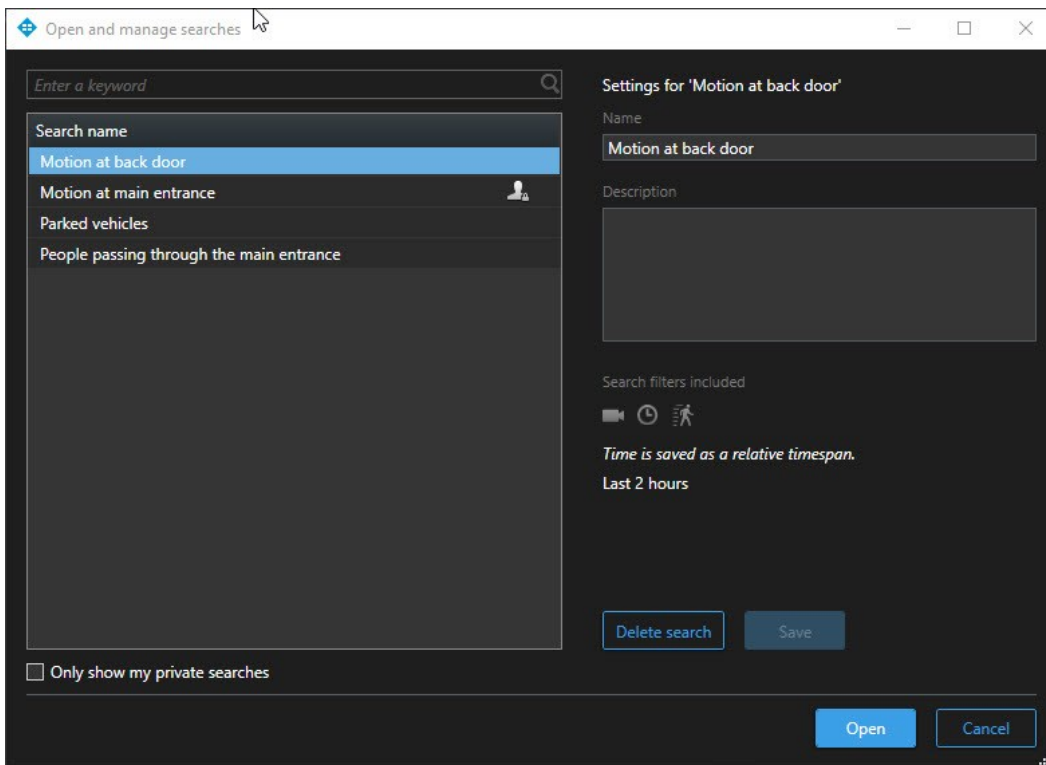 Open and manage searches
Enter a keyword
Search name
Motion at back door
Motion at main entrance
Parked vehicles
People passing through the main entrance
Only show my private searches
Settings for 'Motion at back door'
Name
Motion at back door
Description
Search filters included
Time is saved as a relative timespan.
Last 2 hours
Delete search
Save
Open
Cancel